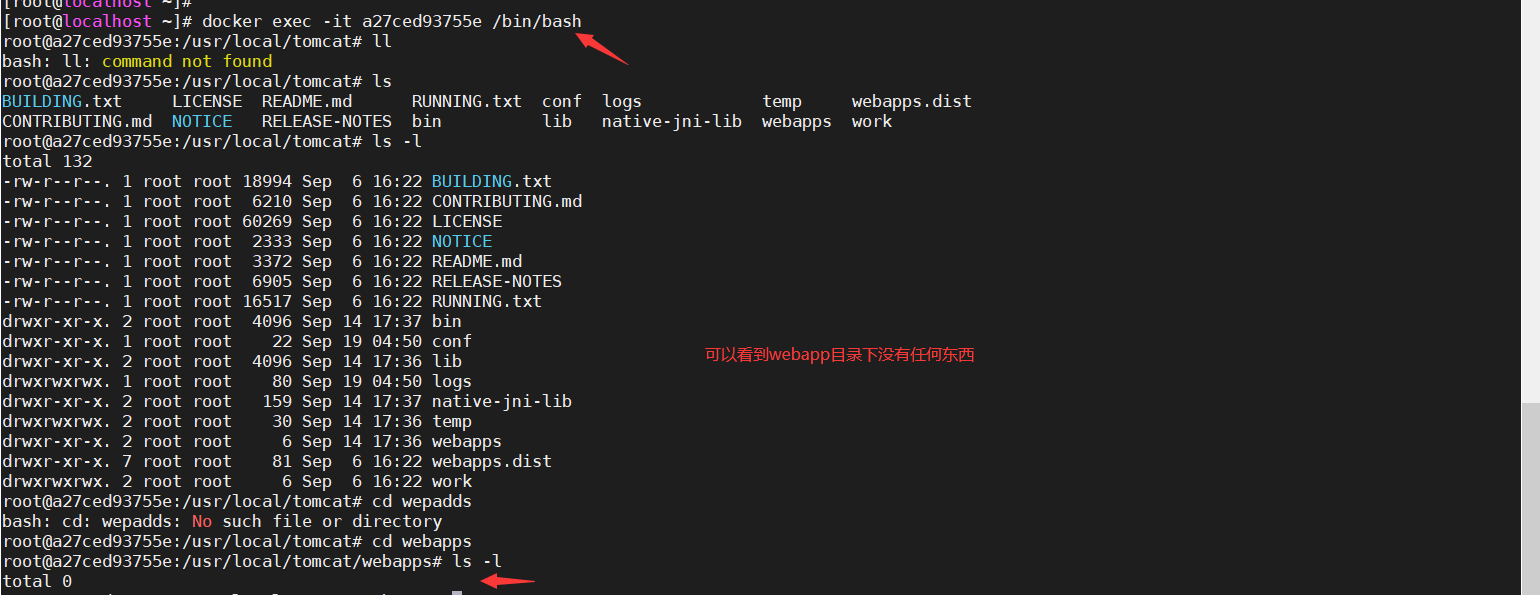 [root@localhost ~]#
[root@localhost ~]# docker exec -it a27ced93755e /bin/bash
root@a27ced93755e:/usr/local/tomcat# ll
bash: ll: command not found
root@a27ced93755e:/usr/local/tomcat# ls
BUILDING.txt     LICENSE  README.md      RUNNING.txt  conf  logs            temp     webapps.dist
CONTRIBUTING.md  NOTICE   RELEASE-NOTES  bin          lib   native-jni-lib  webapps  work
root@a27ced93755e:/usr/local/tomcat# ls -l
total 132
-rw-r--r--. 1 root root 18994 Sep  6 16:22 BUILDING.txt
-rw-r--r--. 1 root root  6210 Sep  6 16:22 CONTRIBUTING.md
-rw-r--r--. 1 root root 60269 Sep  6 16:22 LICENSE
-rw-r--r--. 1 root root  2333 Sep  6 16:22 NOTICE
-rw-r--r--. 1 root root  3372 Sep  6 16:22 README.md
-rw-r--r--. 1 root root  6905 Sep  6 16:22 RELEASE-NOTES
-rw-r--r--. 1 root root 16517 Sep  6 16:22 RUNNING.txt
drwxr-xr-x. 2 root root  4096 Sep 14 17:37 bin
drwxr-xr-x. 1 root root    22 Sep 19 04:50 conf
可以看到webapp目录下没有任何东西
drwxr-xr-x. 2 root root  4096 Sep 14 17:36 lib
drwxrwxrwx. 1 root root    80 Sep 19 04:50 logs
drwxr-xr-x. 2 root root   159 Sep 14 17:37 native-jni-lib
drwxrwxrwx. 2 root root    30 Sep 14 17:36 temp
drwxr-xr-x. 2 root root     6 Sep 14 17:36 webapps
drwxr-xr-x. 7 root root    81 Sep  6 16:22 webapps.dist
drwxrwxrwx. 2 root root     6 Sep  6 16:22 work
root@a27ced93755e:/usr/local/tomcat# cd wepadds
bash: cd: wepadds: No such file or directory
root@a27ced93755e:/usr/local/tomcat# cd webapps
root@a27ced93755e:/usr/local/tomcat/webapps# ls -l
total 0